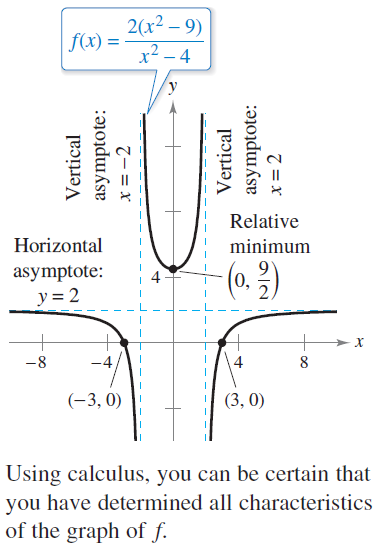 f(x) = 2(x² – 9) / x² – 4
y
Vertical
asymptote:
x = –2
Vertical
asymptote:
x = 2
Relative
minimum
(0, 9/2)
Horizontal
asymptote:
y = 2
4
x
–8
–4
4
8
(–3, 0)
(3, 0)
Using calculus, you can be certain that
you have determined all characteristics
of the graph of f.